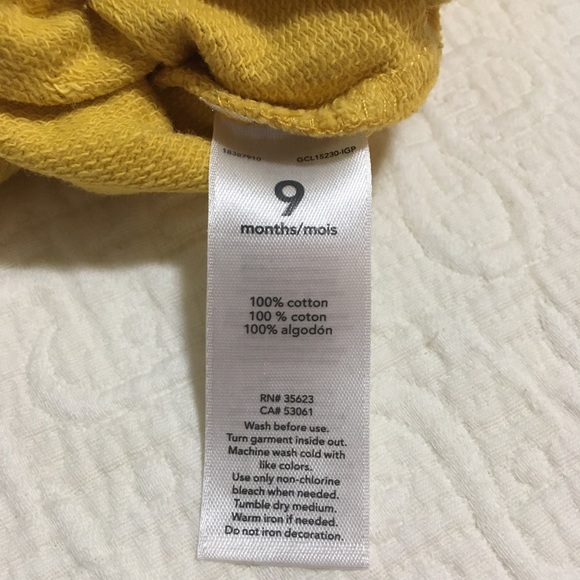 GCL15230-IGP
9
months/mois
100% cotton
100 % coton
100% algodón
RN# 35623
CA# 53061
Wash before use.
Turn garment inside out.
Machine wash cold with
like colors.
Use only non-chlorine
bleach when needed.
Tumble dry medium.
Warm iron if needed.
Do not iron decoration.